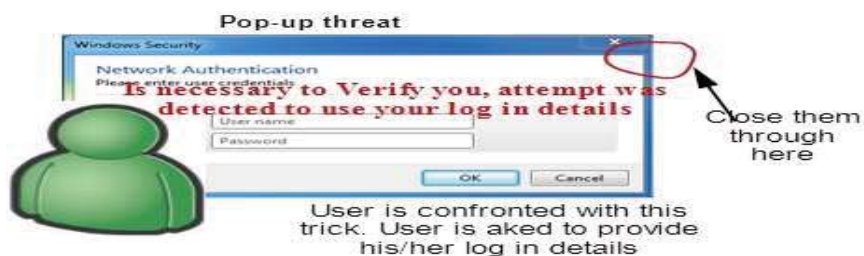 Pop-up threat
Windows Security
Network Authentication
Please enter user credentials
Is necessary to Verify you, attempt was
detected to use your log in details
User name
Password
OK Cancel
Close them
through
here
User is confronted with this
trick. User is aked to provide
his/her log in details